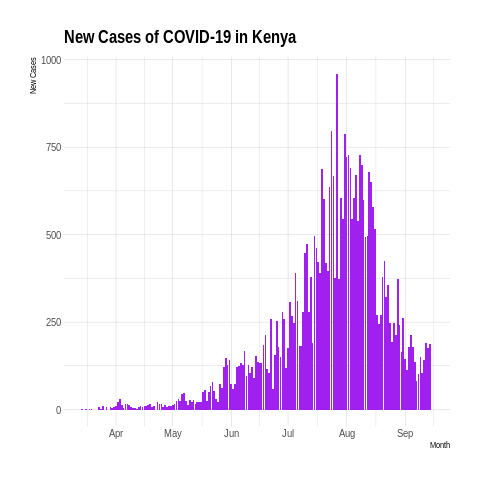 New Cases of COVID-19 in Kenya
New Cases
1000
750
500
250
0
Apr May Jun Jul Aug Sep
Month